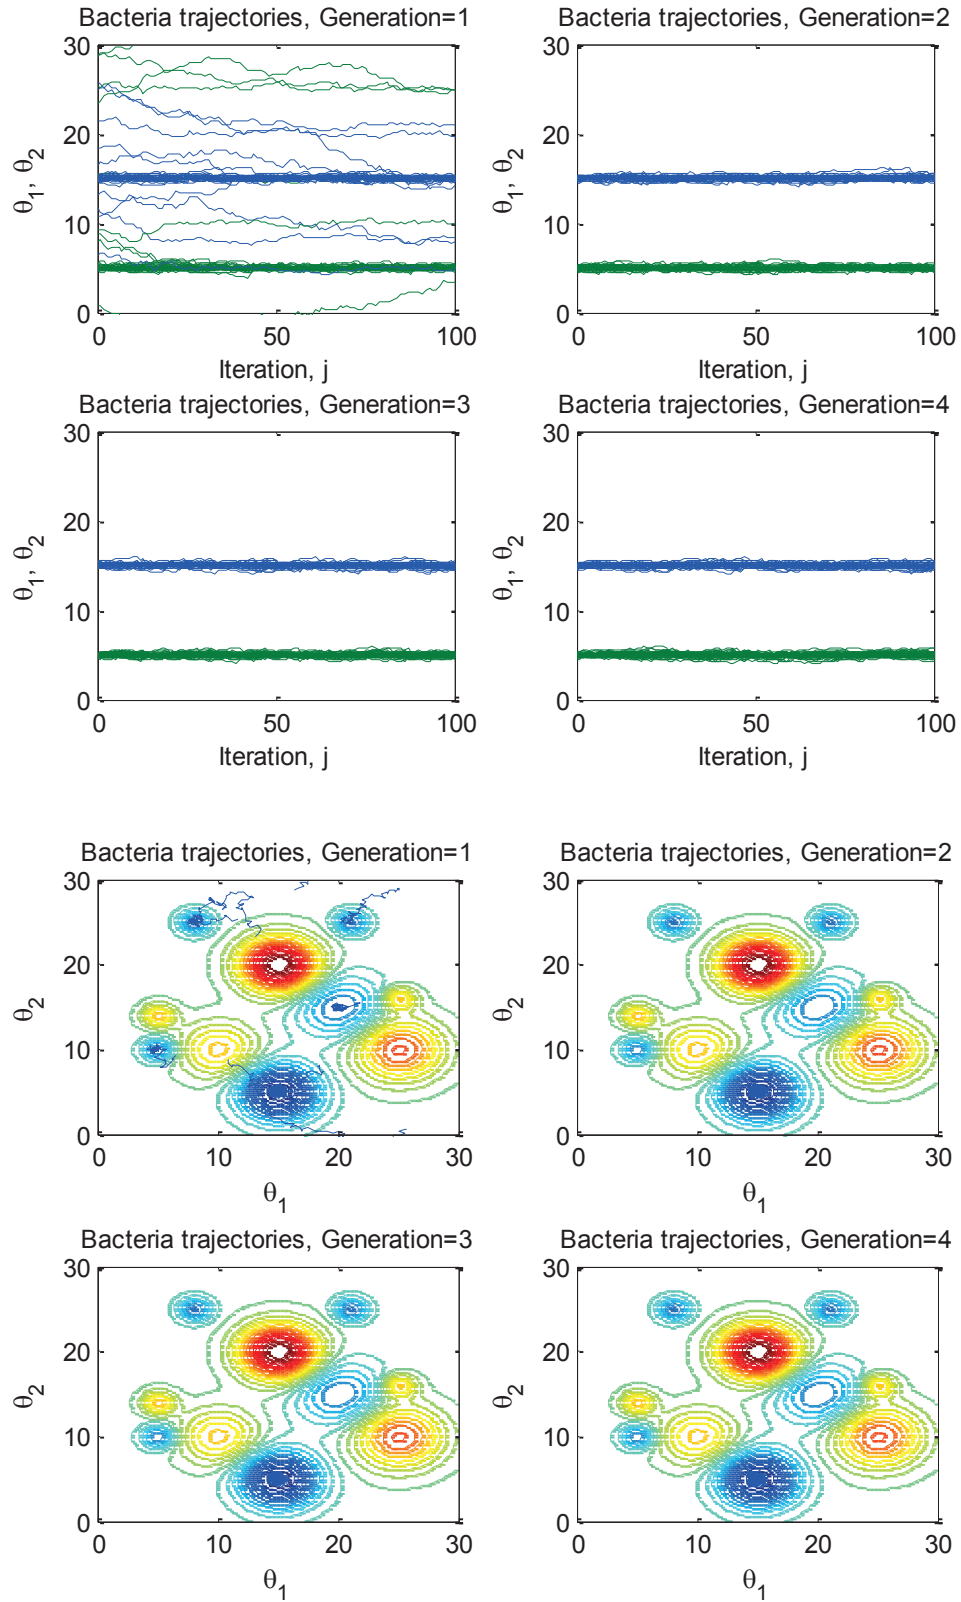 Bacteria trajectories, Generation=1
Bacteria trajectories, Generation=2
30
20
10
0
θ1, θ2
0 50 100
Iteration, j
30
20
10
0
θ1, θ2
0 50 100
Iteration, j
Bacteria trajectories, Generation=3
Bacteria trajectories, Generation=4
30
20
10
0
θ1, θ2
0 50 100
Iteration, j
30
20
10
0
θ1, θ2
0 50 100
Iteration, j
Bacteria trajectories, Generation=1
Bacteria trajectories, Generation=2
30
20
10
0
θ2
0 10 20 30
θ1
30
20
10
0
θ2
0 10 20 30
θ1
Bacteria trajectories, Generation=3
Bacteria trajectories, Generation=4
30
20
10
0
θ2
0 10 20 30
θ1
30
20
10
0
θ2
0 10 20 30
θ1